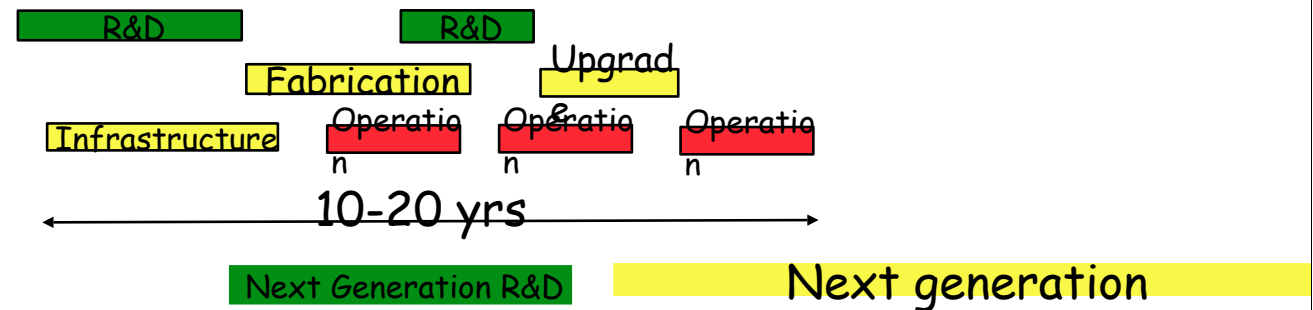 R&D
R&D
Upgrad
e
Fabrication
Operatio
n
Operatio
n
Operatio
n
Infrastructure
10-20 yrs
Next Generation R&D
Next generation